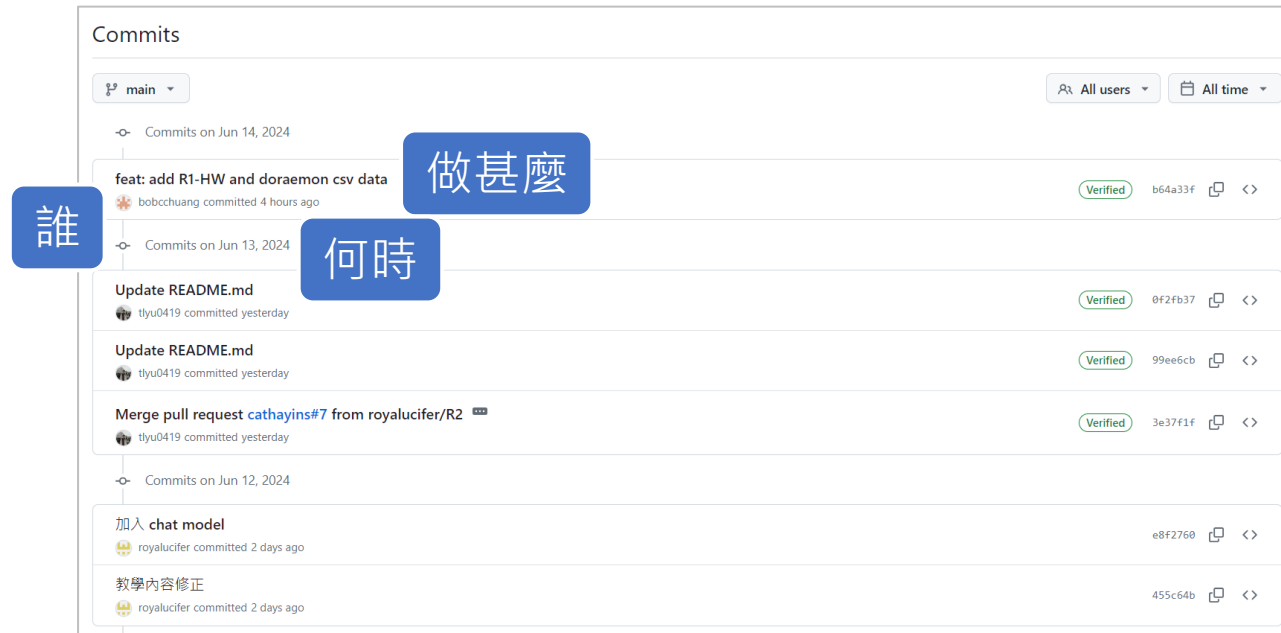 Commits
main
All users
All time
Commits on Jun 14, 2024
feat: add R1-HW and doraemon csv data
做甚麼
bobcchuang committed 4 hours ago
Verified
b64a33f
誰
Commits on Jun 13, 2024
何時
Update README.md
tlyu0419 committed yesterday
Verified
0f2fb37
Update README.md
tlyu0419 committed yesterday
Verified
99ee6cb
Merge pull request cathayins#7 from royalucifer/R2
tlyu0419 committed yesterday
Verified
3e37f1f
Commits on Jun 12, 2024
加入 chat model
royalucifer committed 2 days ago
e8f2760
教學內容修正
royalucifer committed 2 days ago
455c64b